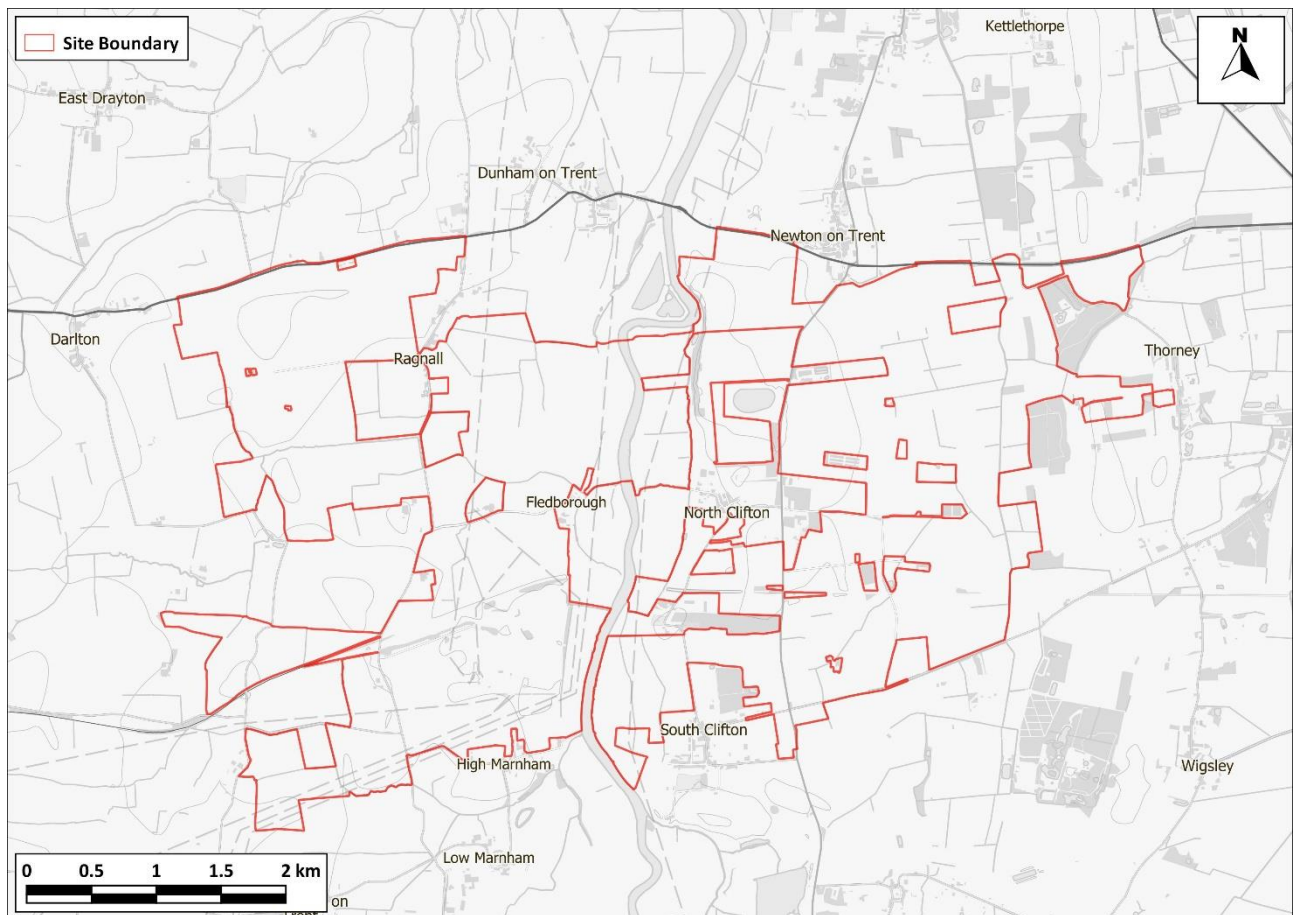 Site Boundary
N
Kettlethorpe
East Drayton
Dunham on Trent
Newton on Trent
Darlton
Ragnall
Thorney
Fledborough
North Clifton
South Clifton
High Marnham
Wigsley
Low Marnham
0 0.5 1 1.5 2 km
on